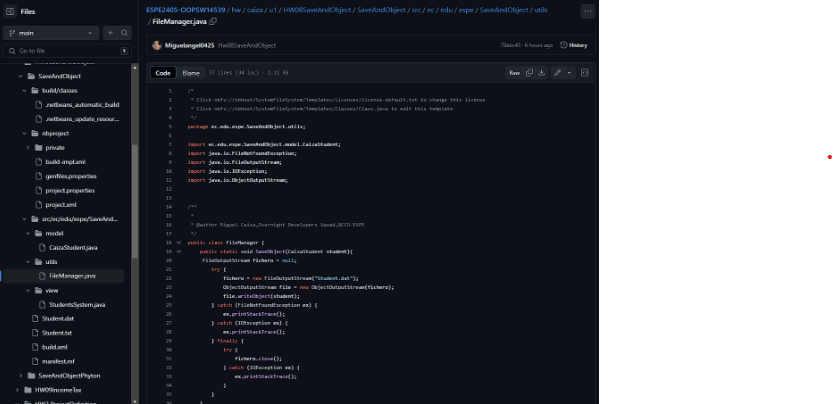 Files
ESPE2405-OOPSW14539 / hw / caiza / u1 / HW08SaveAndObject / SaveAndObject / src / ec / edu / espe / SaveAndObject / utils
/ FileManager.java
main
Go to file
Miguelangel0425 Hw08SaveAndObject
6 hours ago
History
Code Blame 37 lines (34 loc) · 1.11 KB
Raw
SaveAndObject
build/classes
.netbeans_automatic_build
.netbeans_update_resour...
nbproject
private
build-impl.xml
genfiles.properties
project.properties
project.xml
src/ec/edu/espe/SaveAnd...
model
CaizaStudent.java
utils
FileManager.java
view
StudentsSystem.java
Student.dat
Student.txt
build.xml
manifest.mf
SaveAndObjectPhyton
HW09IncomeTax
1 /*
2 * Click nbfs://nbhost/SystemFileSystem/Templates/Licenses/license-default.txt to change this license
3 * Click nbfs://nbhost/SystemFileSystem/Templates/Classes/Class.java to edit this template
4 */
5 package ec.edu.espe.SaveAndObject.utils;
6
7 import ec.edu.espe.SaveAndObject.model.CaizaStudent;
8 import java.io.FileNotFoundException;
9 import java.io.FileOutputStream;
10 import java.io.IOException;
11 import java.io.ObjectOutputStream;
12
13
14 /**
15 *
16 * @author Miguel Caiza,Overnight Developers Squad,DCCO-ESPE
17 */
18 public class FileManager {
19 public static void SaveObject(CaizaStudent student){
20 FileOutputStream fichero = null;
21 try {
22 fichero = new FileOutputStream("Student.dat");
23 ObjectOutputStream file = new ObjectOutputStream(fichero);
24 file.writeObject(student);
25 } catch (FileNotFoundException ex) {
26 ex.printStackTrace();
27 } catch (IOException ex) {
28 ex.printStackTrace();
29 } finally {
30 try {
31 fichero.close();
32 } catch (IOException ex) {
33 ex.printStackTrace();
34 }
35 }